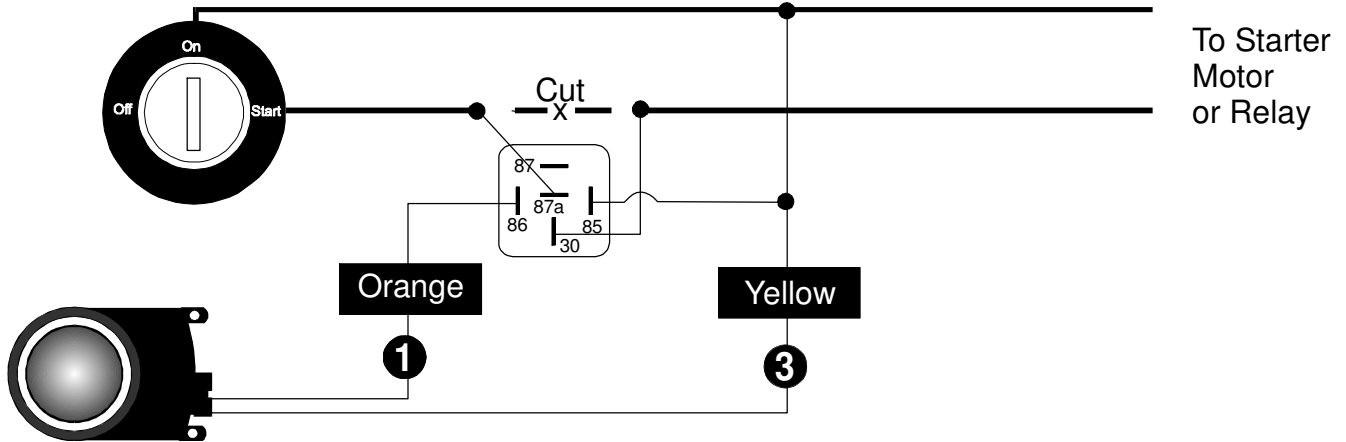 On
Off
Start
To Starter
Motor
or Relay
Cut
X
87
87a
86
85
30
Orange
Yellow
1
3